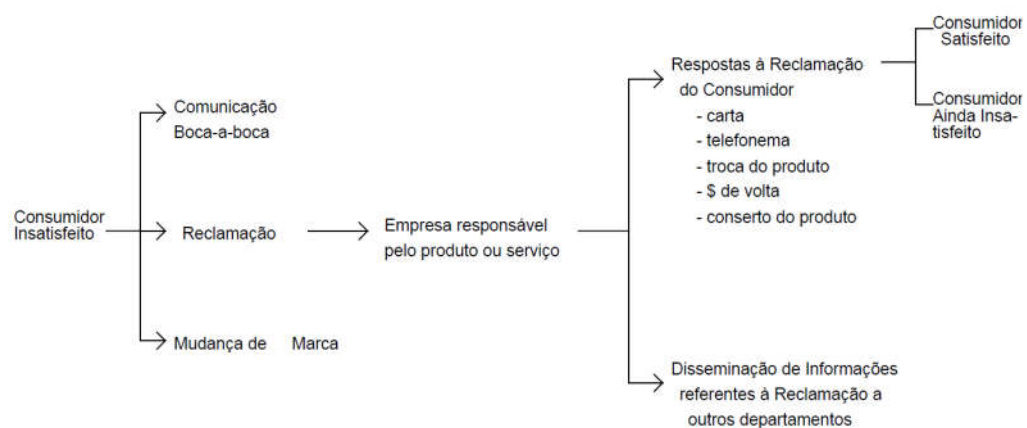 Consumidor
Insatisfeito
Comunicação
Boca-a-boca
Reclamação
Mudança de Marca
Empresa responsável
pelo produto ou serviço
Respostas à Reclamação
do Consumidor
- carta
- telefonema
- troca do produto
- $ de volta
- conserto do produto
Disseminação de Informações
referentes à Reclamação a
outros departamentos
Consumidor
Satisfeito
Consumidor
Ainda Insa-
tisfeito